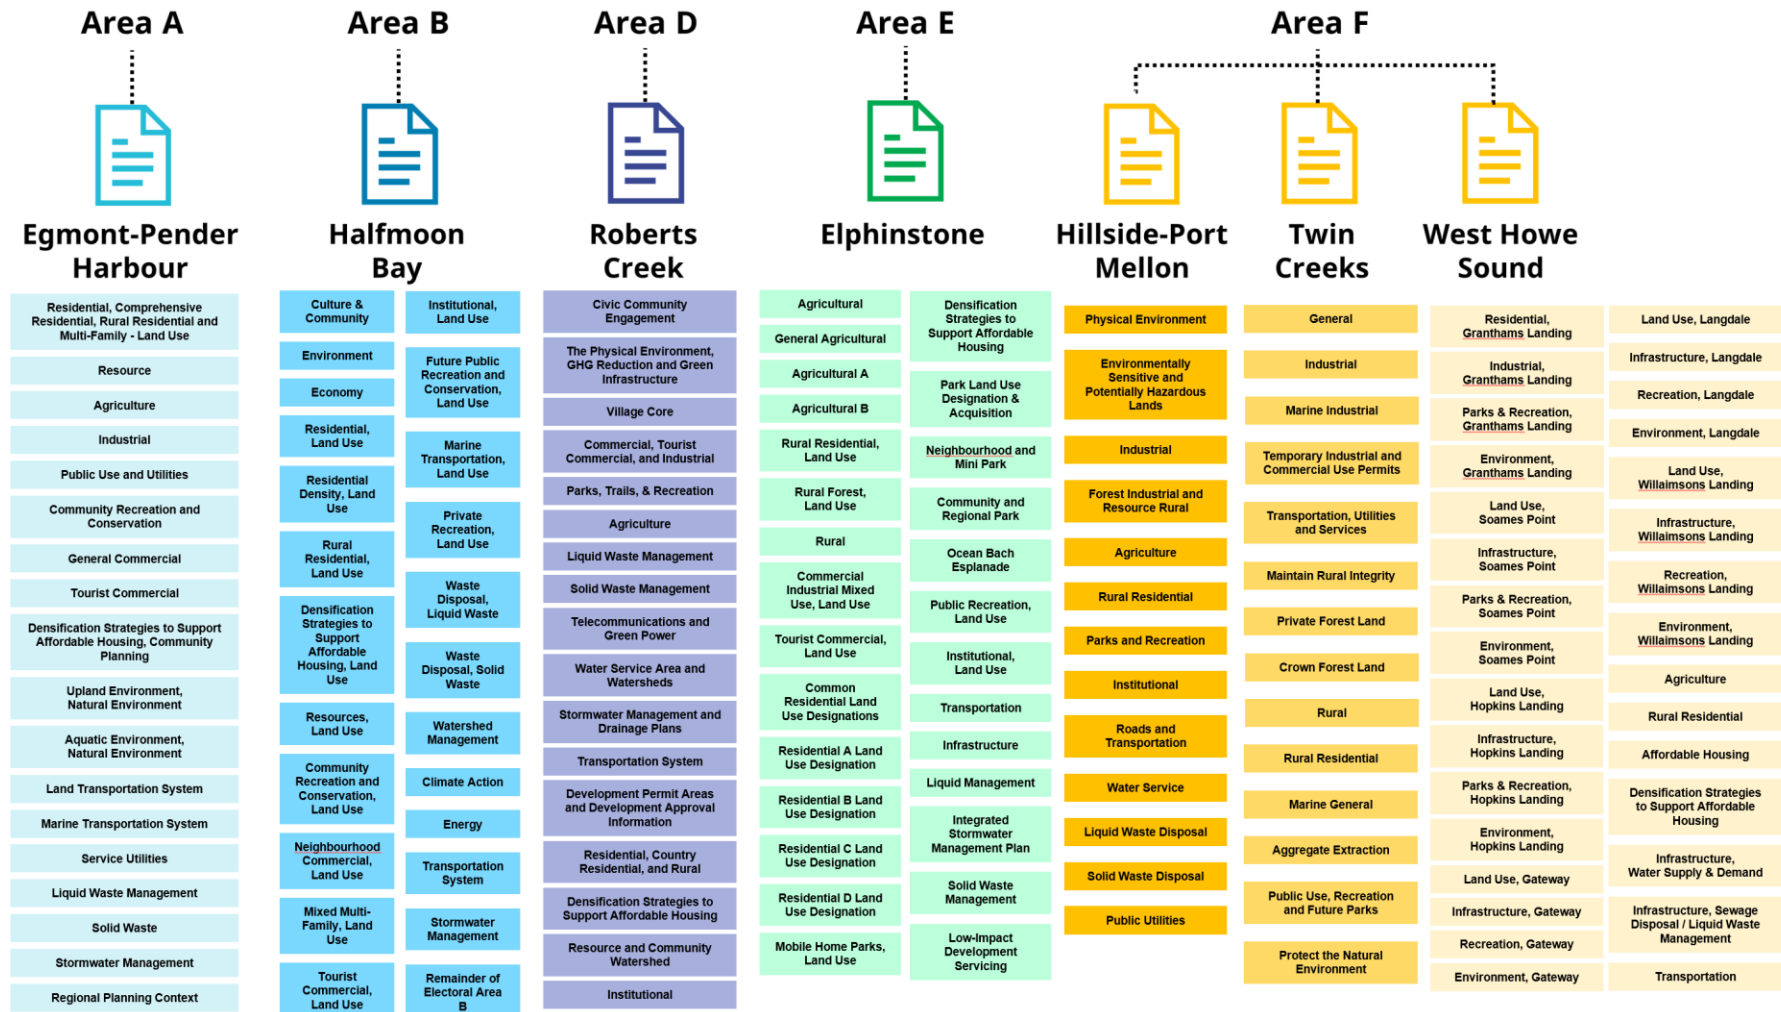 Area A
Area B
Area D
Area E
Area F
Egmont-Pender
Harbour
Halfmoon
Bay
Roberts
Creek
Elphinstone
Hillside-Port
Mellon
Twin
Creeks
West Howe
Sound
Residential, Comprehensive
Residential, Rural Residential and
Multi-Family - Land Use
Resource
Agriculture
Industrial
Public Use and Utilities
Community Recreation and
Conservation
General Commercial
Tourist Commercial
Densification Strategies to Support
Affordable Housing, Community
Planning
Upland Environment,
Natural Environment
Aquatic Environment,
Natural Environment
Land Transportation System
Marine Transportation System
Service Utilities
Liquid Waste Management
Solid Waste
Stormwater Management
Regional Planning Context
Culture &
Community
Environment
Economy
Residential,
Land Use
Residential
Density, Land
Use
Rural
Residential,
Land Use
Densification
Strategies to
Support
Affordable
Housing, Land
Use
Resources,
Land Use
Community
Recreation and
Conservation,
Land Use
Neighbourhood
Commercial,
Land Use
Mixed Multi-
Family, Land
Use
Tourist
Commercial,
Land Use
Institutional,
Land Use
Future Public
Recreation and
Conservation,
Land Use
Marine
Transportation,
Land Use
Private
Recreation,
Land Use
Waste
Disposal,
Liquid Waste
Waste
Disposal, Solid
Waste
Watershed
Management
Climate Action
Energy
Transportation
System
Stormwater
Management
Remainder of
Electoral Area
B
Civic Community
Engagement
The Physical Environment,
GHG Reduction and Green
Infrastructure
Village Core
Commercial, Tourist
Commercial, and Industrial
Parks, Trails, & Recreation
Agriculture
Liquid Waste Management
Solid Waste Management
Telecommunications and
Green Power
Water Service Area and
Watersheds
Stormwater Management and
Drainage Plans
Transportation System
Development Permit Areas
and Development Approval
Information
Residential, Country
Residential, and Rural
Densification Strategies to
Support Affordable Housing
Resource and Community
Watershed
Institutional
Agricultural
General Agricultural
Agricultural A
Agricultural B
Rural Residential,
Land Use
Rural Forest,
Land Use
Rural
Commercial
Industrial Mixed
Use, Land Use
Tourist Commercial,
Land Use
Common
Residential Land
Use Designations
Residential A Land
Use Designation
Residential B Land
Use Designation
Residential C Land
Use Designation
Residential D Land
Use Designation
Mobile Home Parks,
Land Use
Densification
Strategies to
Support Affordable
Housing
Park Land Use
Designation &
Acquisition
Neighbourhood and
Mini Park
Community and
Regional Park
Ocean Bach
Esplanade
Public Recreation,
Land Use
Institutional,
Land Use
Transportation
Infrastructure
Liquid Management
Integrated
Stormwater
Management Plan
Solid Waste
Management
Low-Impact
Development
Servicing
Physical Environment
Environmentally
Sensitive and
Potentially Hazardous
Lands
Industrial
Forest Industrial and
Resource Rural
Agriculture
Rural Residential
Parks and Recreation
Institutional
Roads and
Transportation
Water Service
Liquid Waste Disposal
Solid Waste Disposal
Public Utilities
General
Industrial
Marine Industrial
Temporary Industrial and
Commercial Use Permits
Transportation, Utilities
and Services
Maintain Rural Integrity
Private Forest Land
Crown Forest Land
Rural
Rural Residential
Marine General
Aggregate Extraction
Public Use, Recreation
and Future Parks
Protect the Natural
Environment
Residential,
Granthams Landing
Industrial,
Granthams Landing
Parks & Recreation,
Granthams Landing
Environment,
Granthams Landing
Land Use,
Soames Point
Infrastructure,
Soames Point
Parks & Recreation,
Soames Point
Environment,
Soames Point
Land Use,
Hopkins Landing
Infrastructure,
Hopkins Landing
Parks & Recreation,
Hopkins Landing
Environment,
Hopkins Landing
Land Use, Gateway
Infrastructure, Gateway
Recreation, Gateway
Environment, Gateway
Land Use, Langdale
Infrastructure, Langdale
Recreation, Langdale
Environment, Langdale
Land Use,
Willaimsons Landing
Infrastructure,
Willaimsons Landing
Recreation,
Willaimsons Landing
Environment,
Willaimsons Landing
Agriculture
Rural Residential
Affordable Housing
Densification Strategies
to Support Affordable
Housing
Infrastructure,
Water Supply & Demand
Infrastructure, Sewage
Disposal / Liquid Waste
Management
Transportation